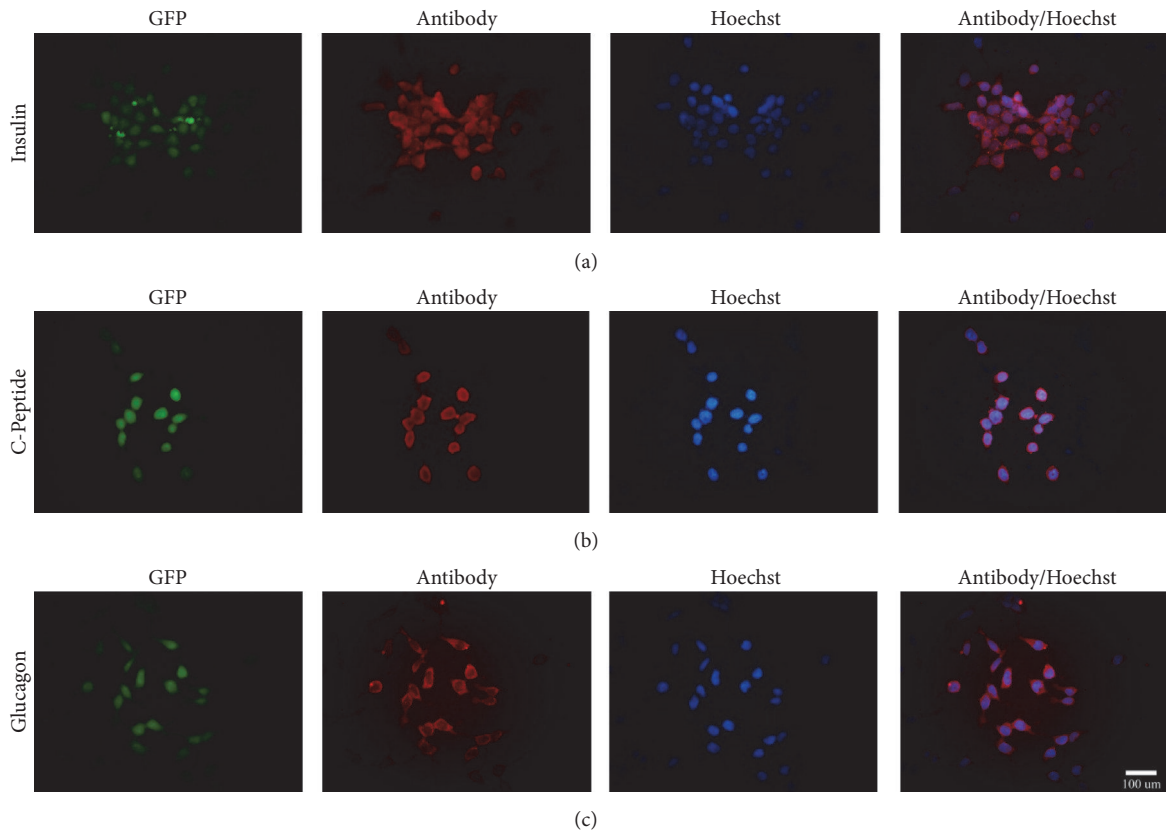 GFP Antibody Hoechst Antibody/Hoechst
Insulin
(a)
GFP Antibody Hoechst Antibody/Hoechst
C-Peptide
(b)
GFP Antibody Hoechst Antibody/Hoechst
Glucagon
100 um
(c)